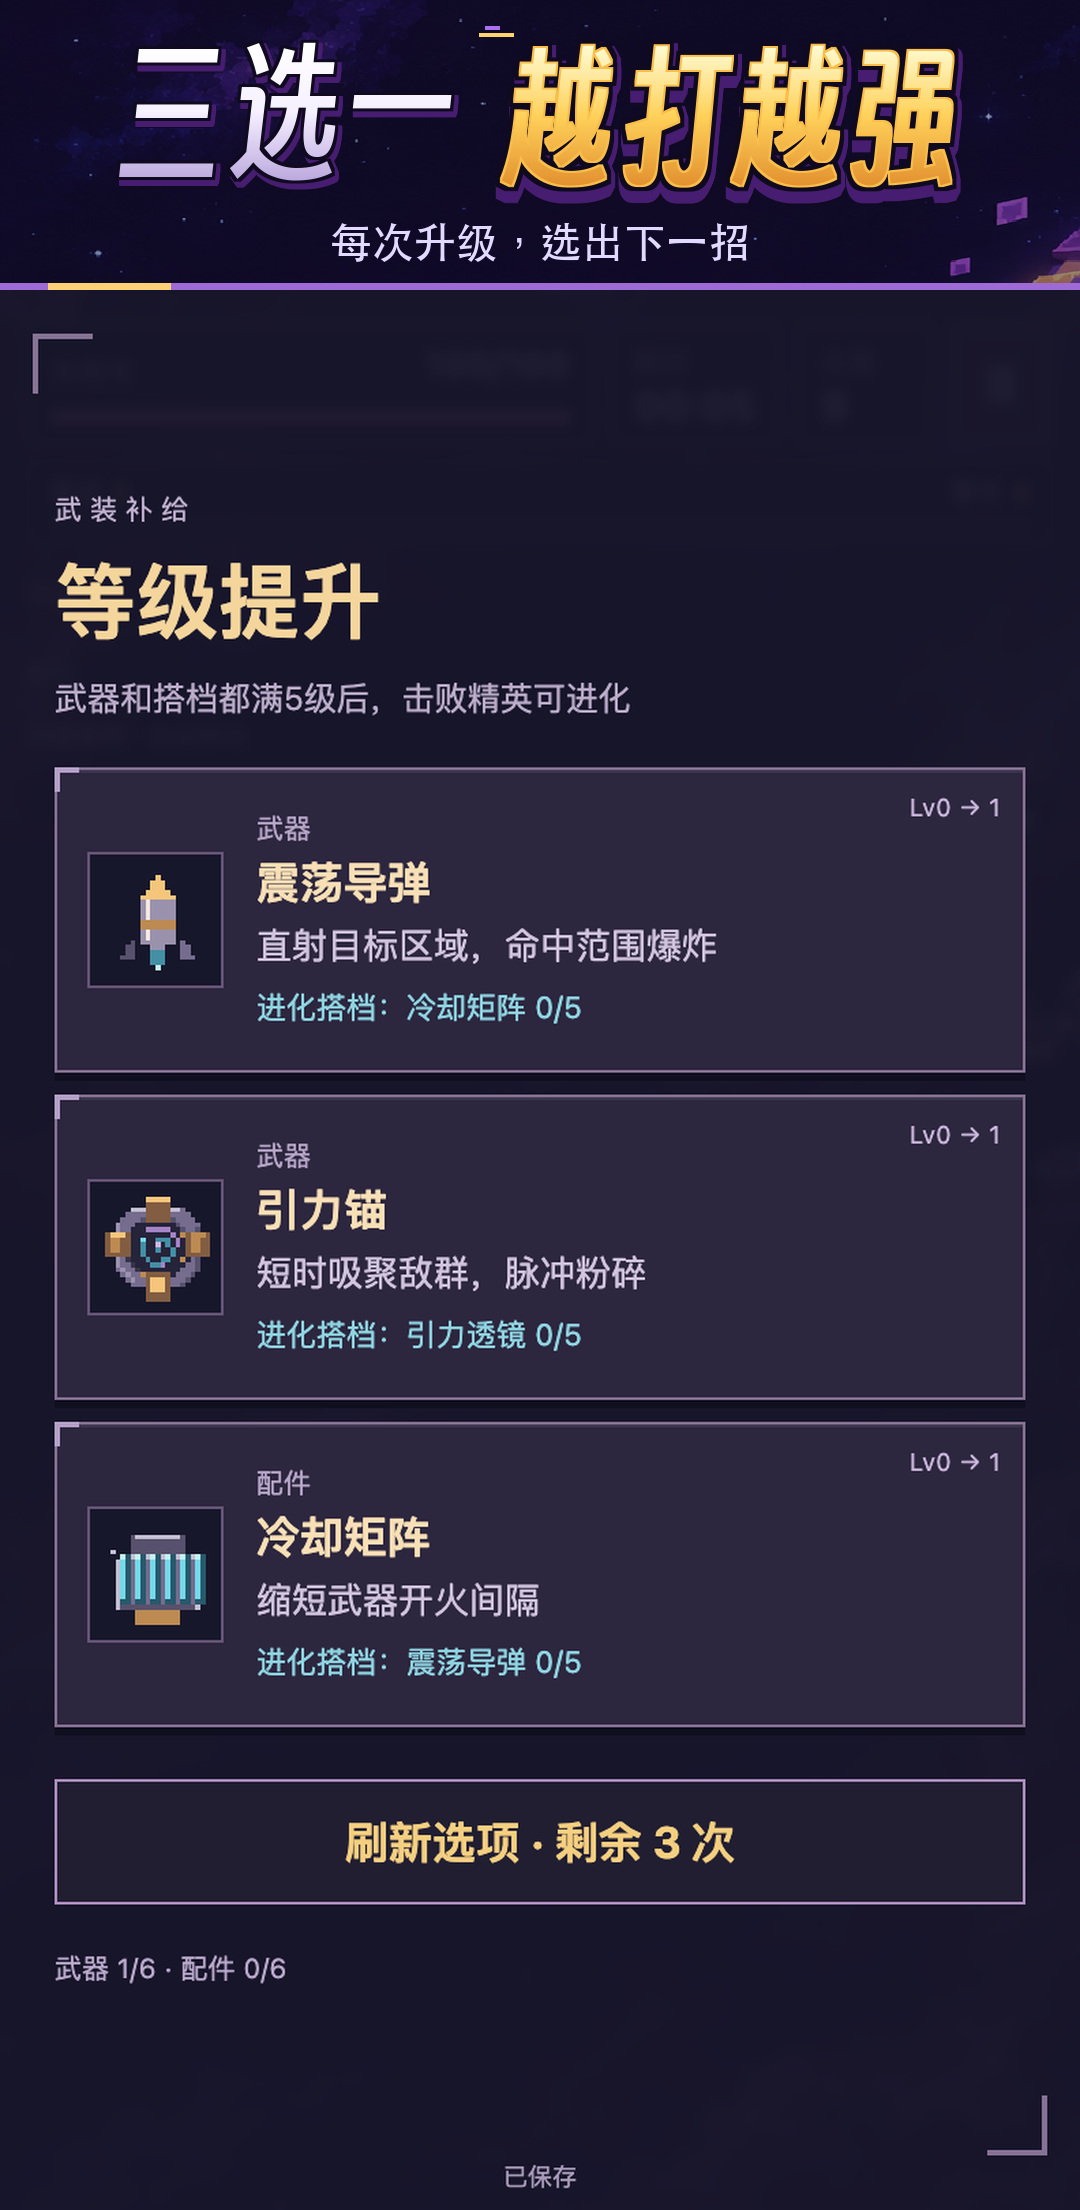 三选一 越打越强
每次升级，选出下一招
武装补给
等级提升
武器和搭档都满5级后，击败精英可进化
Lv0 → 1
武器
震荡导弹
直射目标区域，命中范围爆炸
进化搭档：冷却矩阵 0/5
Lv0 → 1
武器
引力锚
短时吸聚敌群，脉冲粉碎
进化搭档：引力透镜 0/5
Lv0 → 1
配件
冷却矩阵
缩短武器开火间隔
进化搭档：震荡导弹 0/5
刷新选项 · 剩余 3 次
武器 1/6 · 配件 0/6
已保存